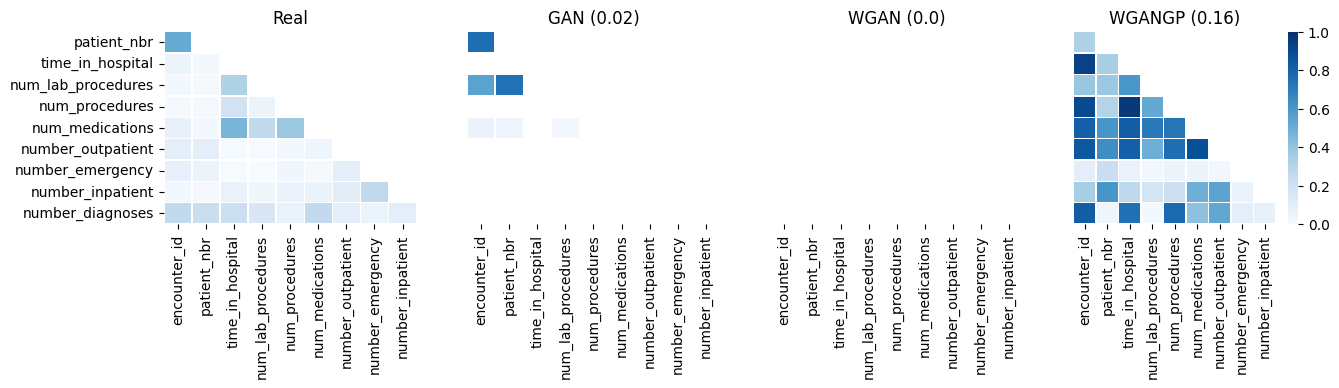 Real
GAN (0.02)
WGAN (0.0)
WGANGP (0.16)
patient_nbr
time_in_hospital
num_lab_procedures
num_procedures
num_medications
number_outpatient
number_emergency
number_inpatient
number_diagnoses
1.0
0.8
0.6
0.4
0.2
0.0
encounter_id
patient_nbr
time_in_hospital
num_lab_procedures
num_procedures
num_medications
number_outpatient
number_emergency
number_inpatient
encounter_id
patient_nbr
time_in_hospital
num_lab_procedures
num_procedures
num_medications
number_outpatient
number_emergency
number_inpatient
encounter_id
patient_nbr
time_in_hospital
num_lab_procedures
num_procedures
num_medications
number_outpatient
number_emergency
number_inpatient
encounter_id
patient_nbr
time_in_hospital
num_lab_procedures
num_procedures
num_medications
number_outpatient
number_emergency
number_inpatient